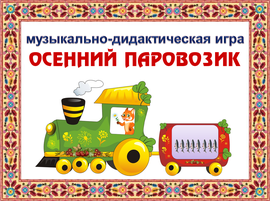 музыкально-дидактическая игра
ОСЕННИЙ ПАРОВОЗИК